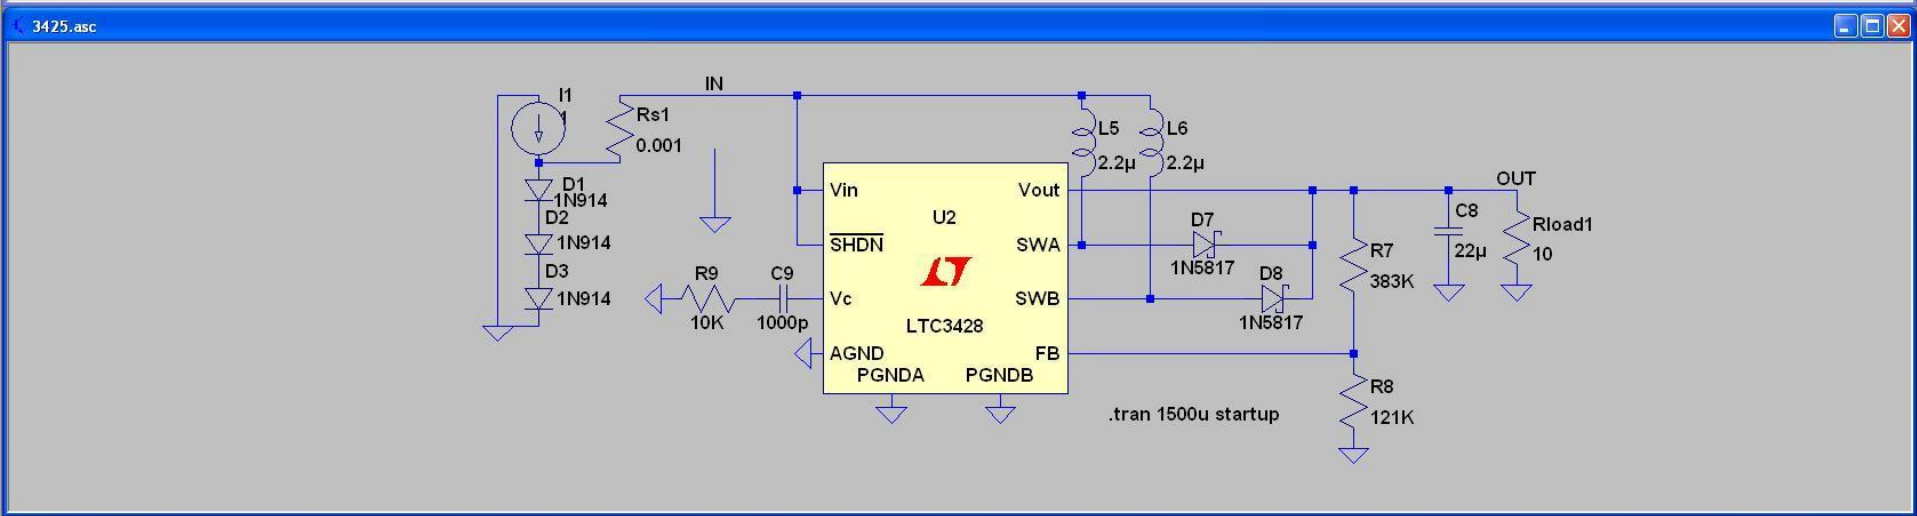 3425.asc
I1
1
IN
Rs1
0.001
L5
2.2µ
L6
2.2µ
D1
1N914
D2
1N914
D3
1N914
Vin
Vout
OUT
U2
SHDN
SWA
D7
1N5817
C8
22µ
Rload1
10
R7
383K
R9
10K
C9
1000p
Vc
SWB
D8
1N5817
LTC3428
AGND
FB
PGNDA
PGNDB
R8
121K
.tran 1500u startup